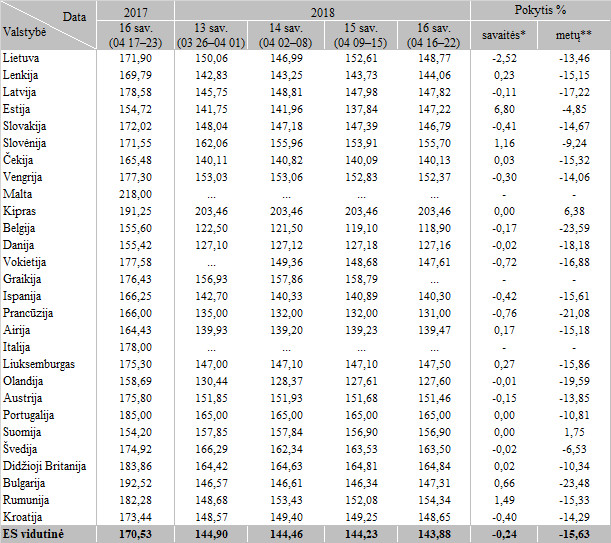 Data 2017 2018 Pokytis %
Valstybė 16 sav. (04 17–23) 13 sav. (03 26–04 01) 14 sav. (04 02–08) 15 sav. (04 09–15) 16 sav. (04 16–22) savaitės* metų**
Lietuva 171,90 150,06 146,99 152,61 148,77 -2,52 -13,46
Lenkija 169,79 142,83 143,25 143,73 144,06 0,23 -15,15
Latvija 178,58 145,75 148,81 147,98 147,82 -0,11 -17,22
Estija 154,72 141,76 141,96 137,84 147,22 6,80 -4,85
Slovakija 172,02 148,04 147,18 147,39 146,79 -0,41 -14,67
Slovėnija 171,55 162,06 155,96 153,91 155,70 1,16 -9,24
Čekija 165,48 140,11 140,82 140,09 140,13 0,03 -15,32
Vengrija 177,30 153,03 153,06 152,83 152,37 -0,30 -14,06
Malta 218,00 ... ... ... ... - -
Kipras 191,25 203,46 203,46 203,46 203,46 0,00 6,38
Belgija 155,60 122,50 121,50 119,10 118,90 -0,17 -23,59
Danija 155,42 127,10 127,12 127,18 127,16 -0,02 -18,18
Vokietija 177,58 ... 149,36 148,68 147,61 -0,72 -16,88
Graikija 176,43 156,93 157,86 158,79 ... - -
Ispanija 166,25 142,70 140,33 140,89 140,30 -0,42 -15,61
Prancūzija 166,00 135,00 132,00 132,00 131,00 -0,76 -21,08
Airija 164,43 139,93 139,20 139,23 139,47 0,17 -15,18
Italija 178,00 ... ... ... ... - -
Liuksemburgas 175,30 147,00 147,10 147,10 147,50 0,27 -15,86
Olandija 158,69 130,44 128,37 127,61 127,60 -0,01 -19,59
Austrija 175,80 151,85 151,93 151,68 151,46 -0,15 -13,85
Portugalija 185,00 165,00 165,00 165,00 165,00 0,00 -10,81
Suomija 154,20 157,85 157,84 156,90 156,90 0,00 1,75
Švedija 174,92 166,29 162,34 163,53 163,50 -0,02 -6,53
Didžioji Britanija 183,86 164,42 164,63 164,81 164,84 0,02 -10,34
Bulgarija 192,52 146,57 146,61 146,34 147,31 0,66 -23,48
Rumunija 182,28 148,68 153,43 152,08 154,34 1,49 -15,33
Kroatija 173,44 148,57 149,40 149,25 148,65 -0,40 -14,29
ES vidutinė 170,53 144,90 144,46 144,23 143,88 -0,24 -15,63